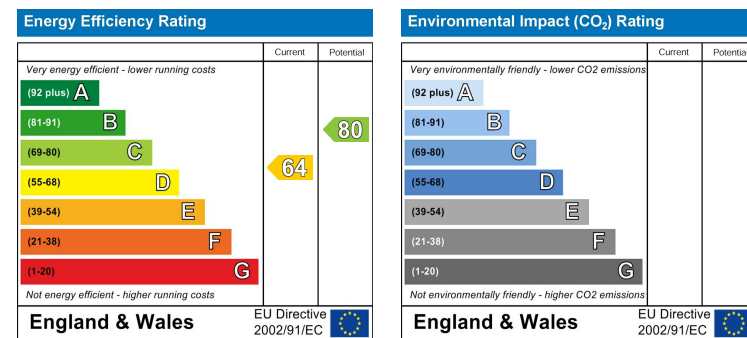 Energy Efficiency Rating
Current Potential
Very energy efficient - lower running costs
(92 plus) A
(81-91) B
80
(69-80) C
64
(55-68) D
(39-54) E
(21-38) F
(1-20) G
Not energy efficient - higher running costs
England & Wales
EU Directive
2002/91/EC
Environmental Impact (CO₂) Rating
Current Potential
Very environmentally friendly - lower CO2 emissions
(92 plus) A
(81-91) B
(69-80) C
(55-68) D
(39-54) E
(21-38) F
(1-20) G
Not environmentally friendly - higher CO2 emissions
England & Wales
EU Directive
2002/91/EC